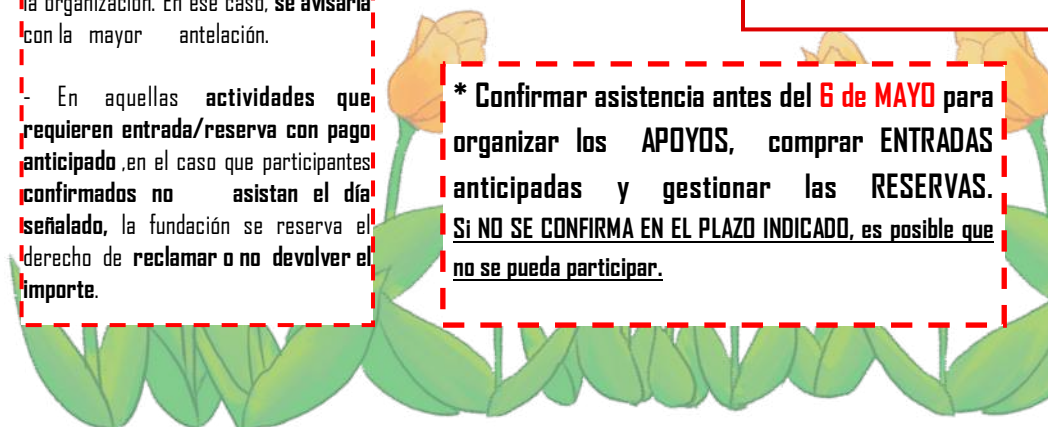 la organización. En ese caso, se avisaría
con la mayor antelación.
- En aquellas actividades que
requieren entrada/reserva con pago
anticipado ,en el caso que participantes
confirmados no asistan el día
señalado, la fundación se reserva el
derecho de reclamar o no devolver el
importe.
* Confirmar asistencia antes del 6 de MAYO para
organizar los APOYOS, comprar ENTRADAS
anticipadas y gestionar las RESERVAS.
Si NO SE CONFIRMA EN EL PLAZO INDICADO, es posible que
no se pueda participar.